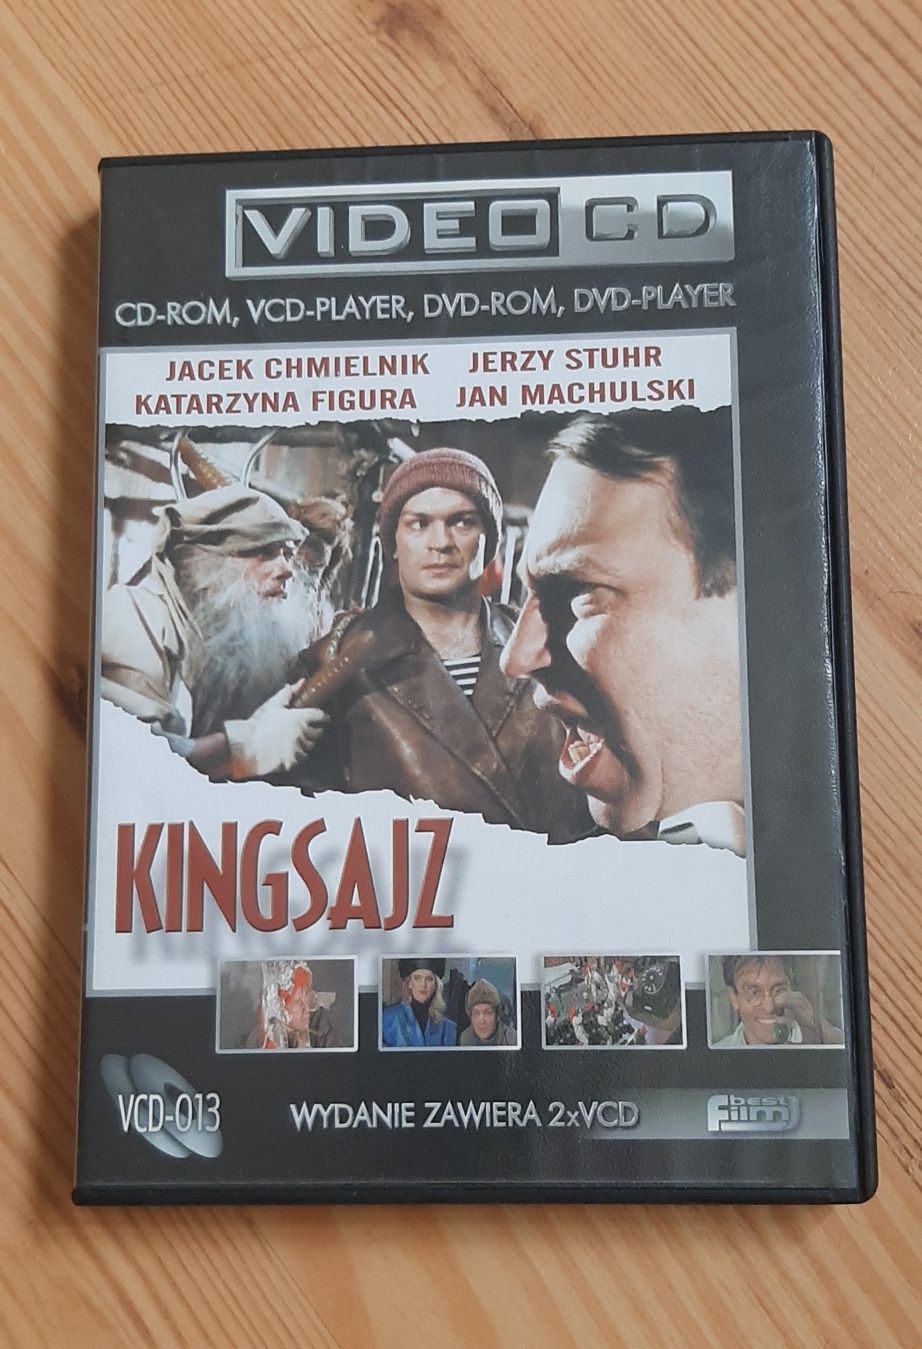 VIDEO CD
CD-ROM, VCD-PLAYER, DVD-ROM, DVD-PLAYER
JACEK CHMIELNIK JERZY STUHR
KATARZYNA FIGURA JAN MACHULSKI
KINGSAJZ
VCD-013
WYDANIE ZAWIERA 2xVCD
best
film